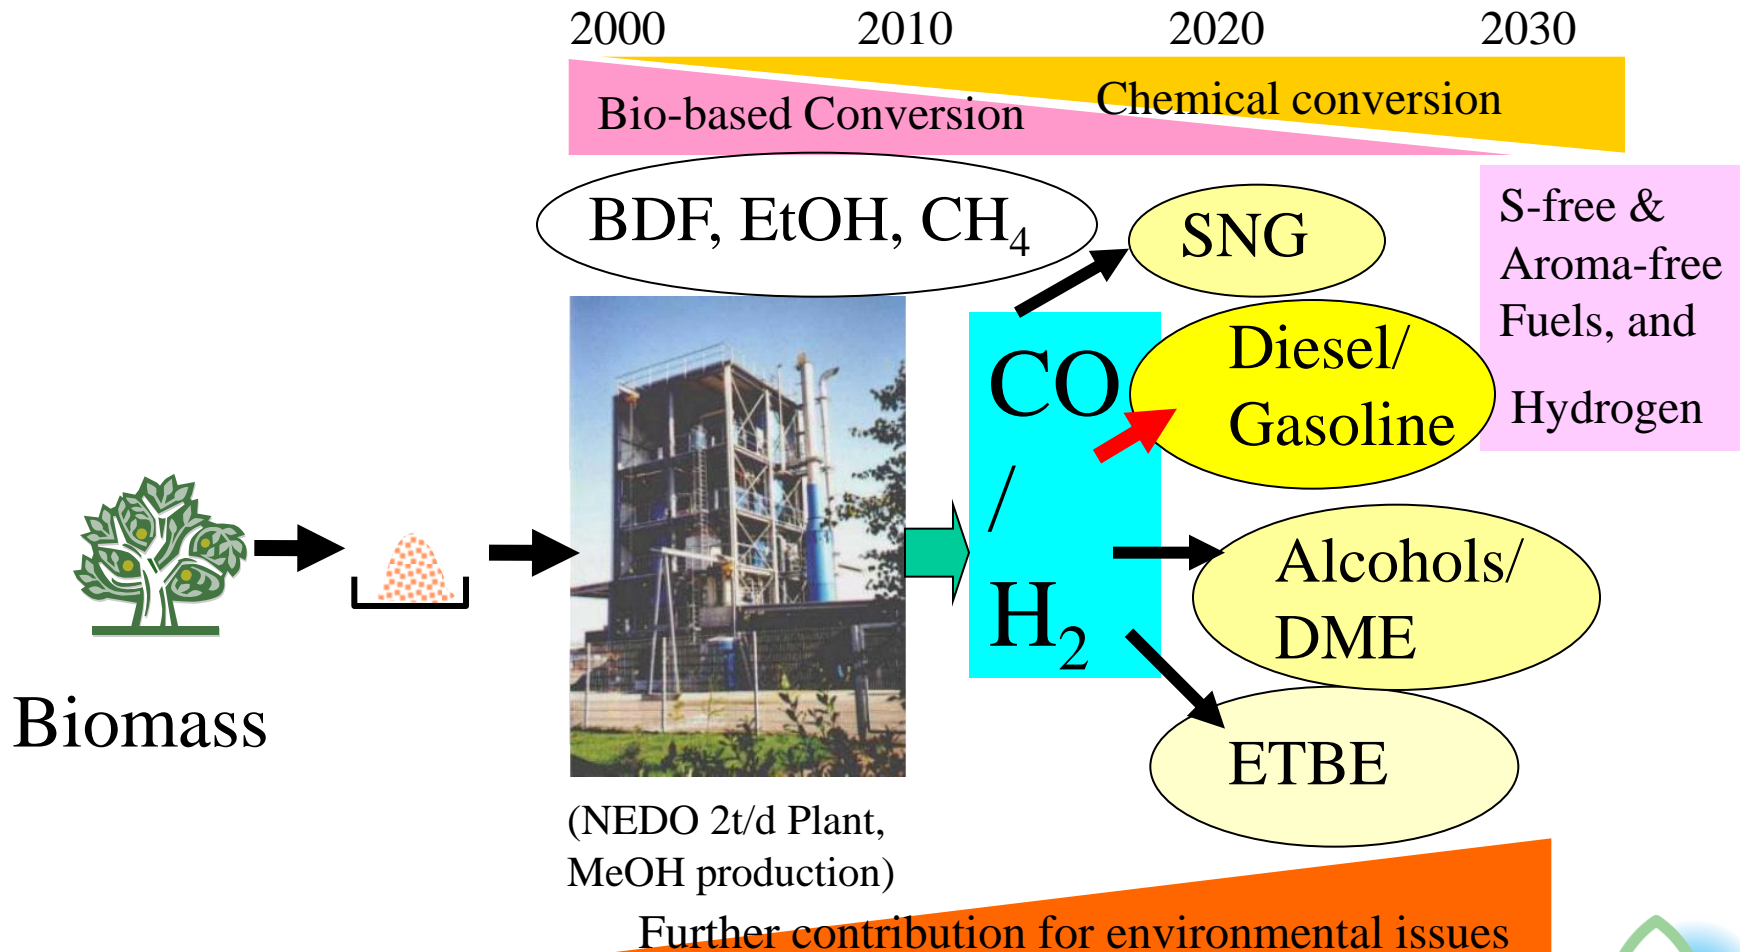 2000 2010 2020 2030
Bio-based Conversion
Chemical conversion
BDF, EtOH, CH₄
SNG
S-free &
Aroma-free
Fuels, and
Hydrogen
CO
/
H₂
Diesel/
Gasoline
Alcohols/
DME
ETBE
Biomass
(NEDO 2t/d Plant,
MeOH production)
Further contribution for environmental issues